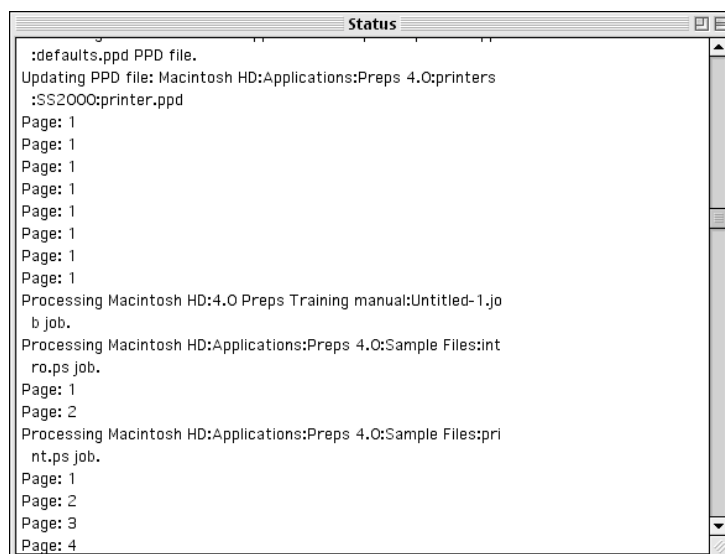 Status
:defaults.ppd PPD file.
Updating PPD file: Macintosh HD:Applications:Preps 4.0:printers
:SS2000:printer.ppd
Page: 1
Page: 1
Page: 1
Page: 1
Page: 1
Page: 1
Page: 1
Page: 1
Processing Macintosh HD:4.0 Preps Training manual:Untitled-1.jo
b job.
Processing Macintosh HD:Applications:Preps 4.0:Sample Files:int
ro.ps job.
Page: 1
Page: 2
Processing Macintosh HD:Applications:Preps 4.0:Sample Files:pri
nt.ps job.
Page: 1
Page: 2
Page: 3
Page: 4